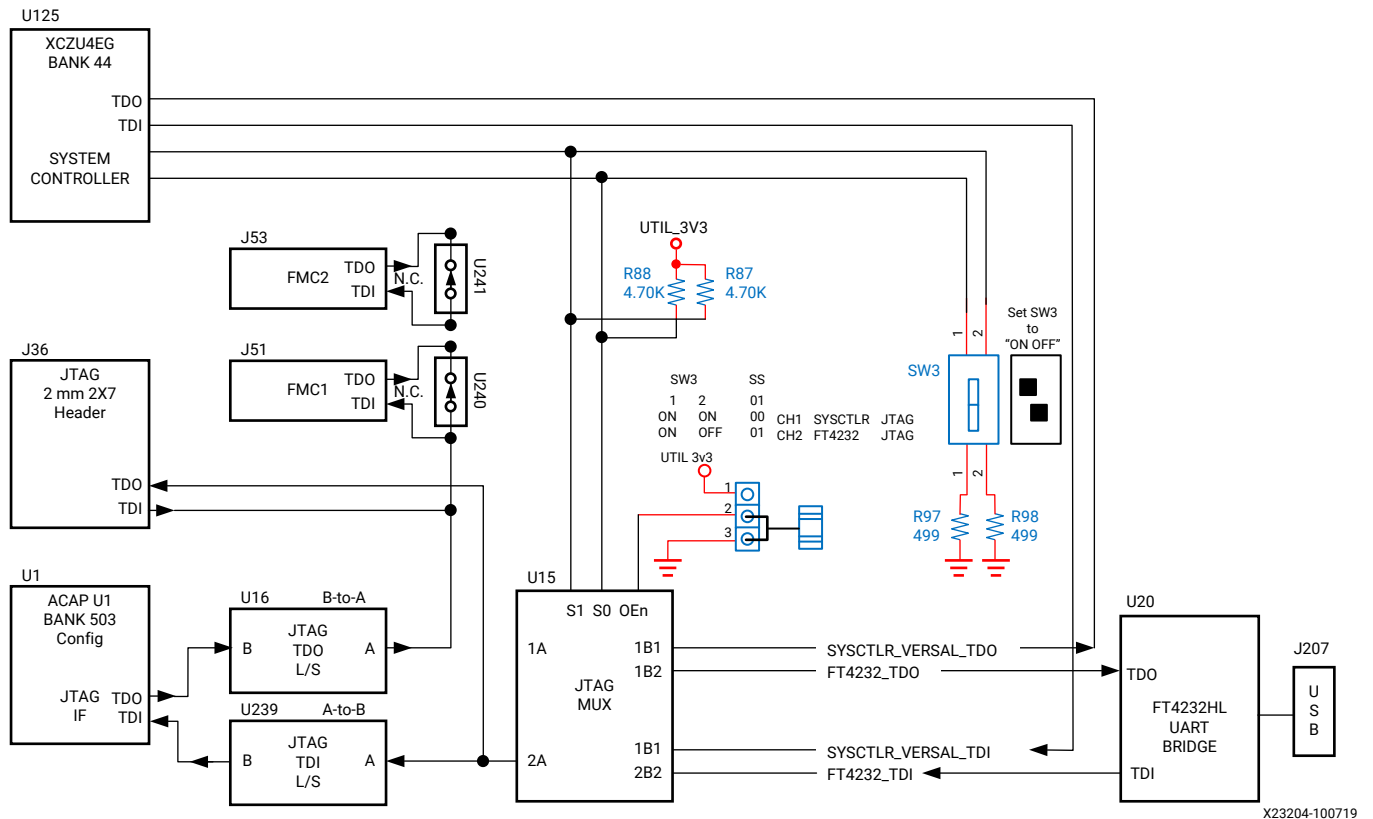 U125
XCZU4EG
BANK 44
TDO
TDI
SYSTEM
CONTROLLER
J53
FMC2
TDO
TDI
N.C.
U241
J51
FMC1
TDO
TDI
N.C.
U240
J36
JTAG
2 mm 2X7
Header
TDO
TDI
UTIL_3V3
R88
4.70K
R87
4.70K
SW3 SS
1 2 01
ON ON 00 CH1 SYSCTLR JTAG
ON OFF 01 CH2 FT4232 JTAG
UTIL 3v3
1
2
3
1
2
SW3
Set SW3
to
"ON OFF"
1
2
R97
499
R98
499
U1
ACAP U1
BANK 503
Config
JTAG
IF
TDO
TDI
U16 B-to-A
B
JTAG
TDO
L/S
A
U239 A-to-B
B
JTAG
TDI
L/S
A
U15
S1 S0 OEn
1A
2A
JTAG
MUX
1B1
1B2
1B1
2B2
SYSCTLR_VERSAL_TDO
FT4232_TDO
SYSCTLR_VERSAL_TDI
FT4232_TDI
U20
TDO
FT4232HL
UART
BRIDGE
TDI
J207
U
S
B
X23204-100719